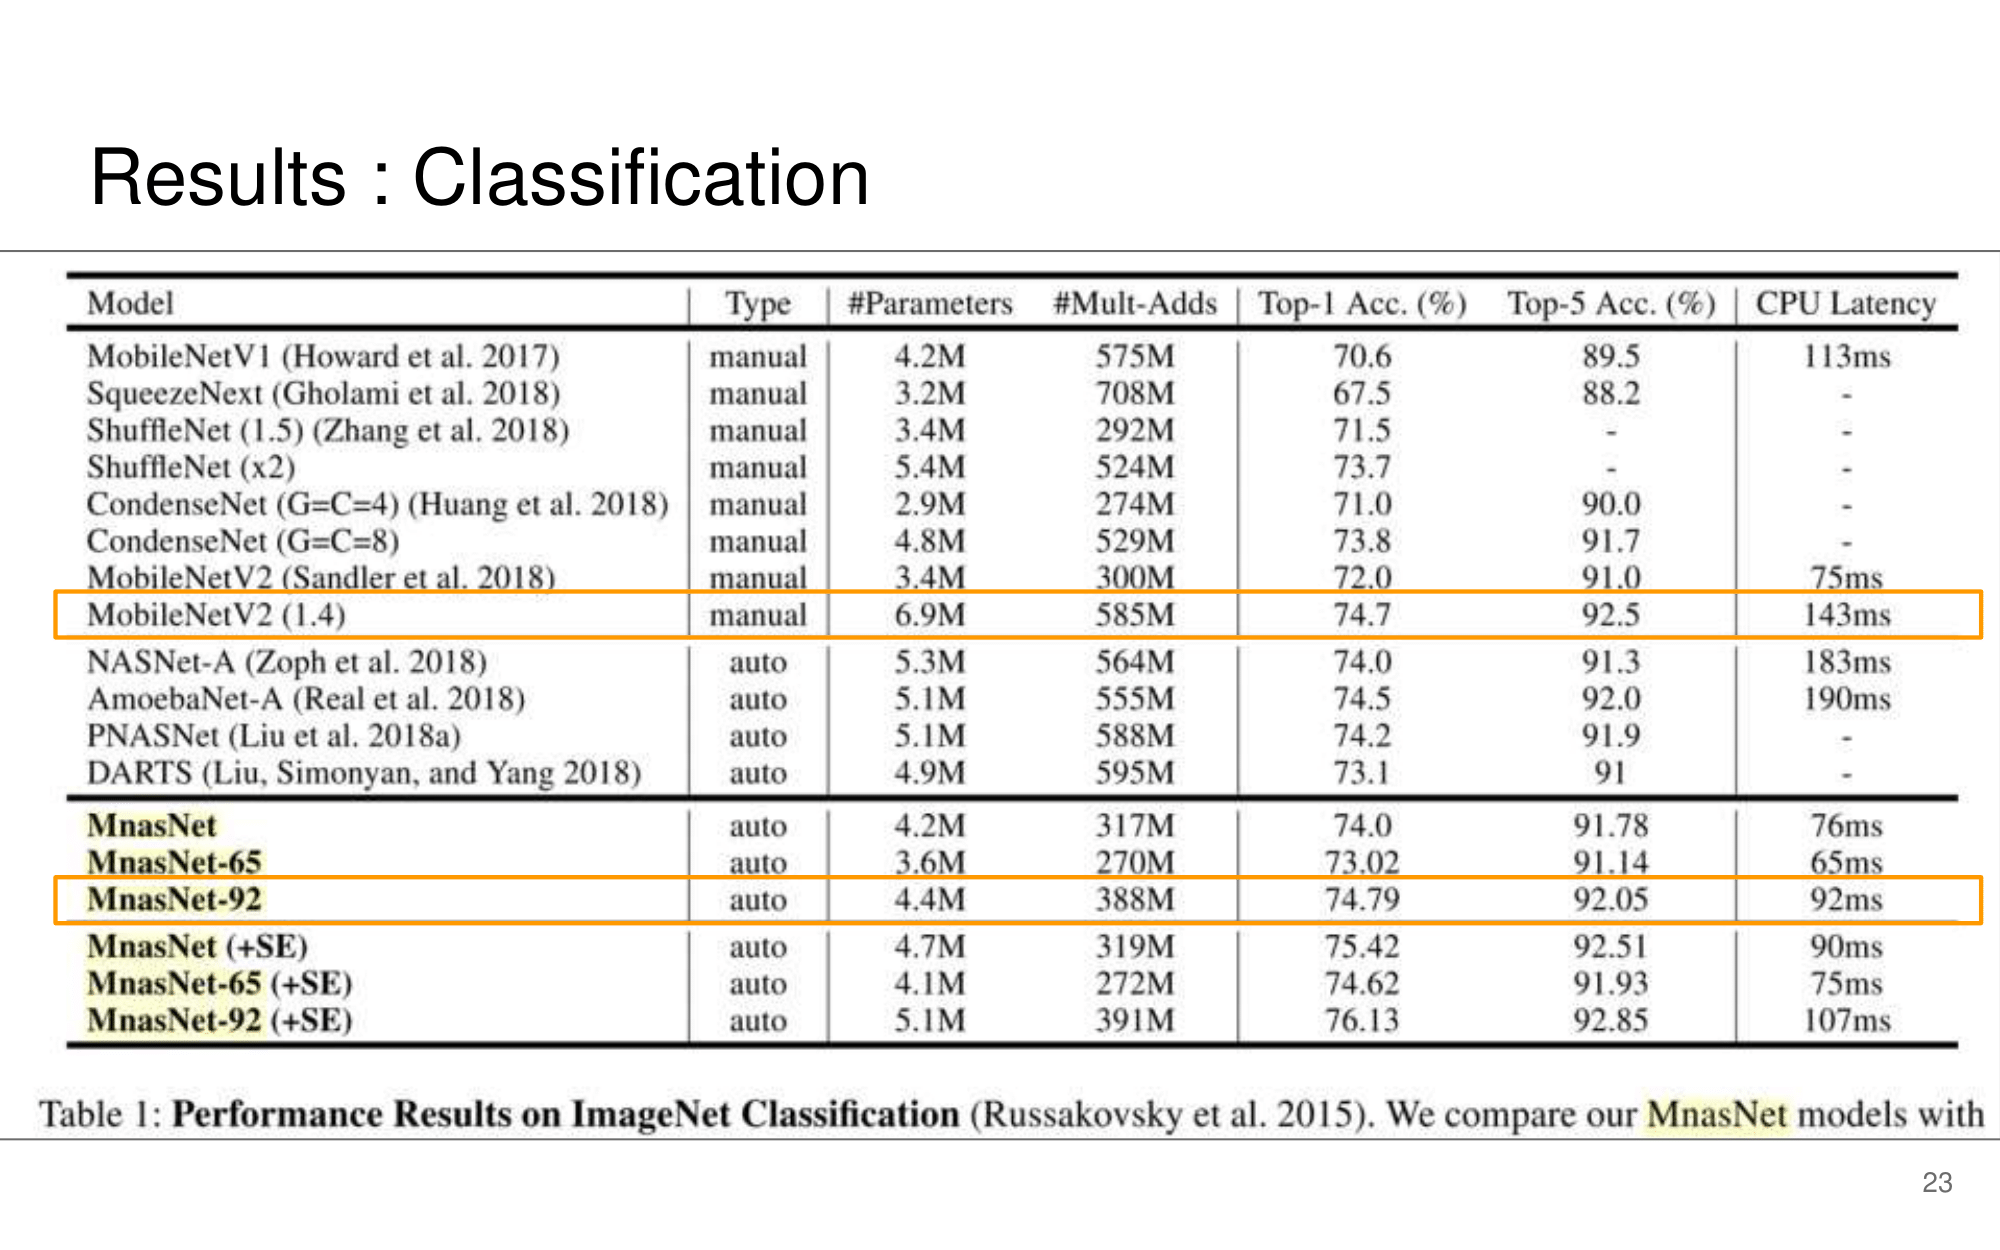 Results : Classification
Model Type #Parameters #Mult-Adds Top-1 Acc. (%) Top-5 Acc. (%) CPU Latency
MobileNetV1 (Howard et al. 2017) manual 4.2M 575M 70.6 89.5 113ms
SqueezeNext (Gholami et al. 2018) manual 3.2M 708M 67.5 88.2 -
ShuffleNet (1.5) (Zhang et al. 2018) manual 3.4M 292M 71.5 - -
ShuffleNet (x2) manual 5.4M 524M 73.7 - -
CondenseNet (G=C=4) (Huang et al. 2018) manual 2.9M 274M 71.0 90.0 -
CondenseNet (G=C=8) manual 4.8M 529M 73.8 91.7 -
MobileNetV2 (Sandler et al. 2018) manual 3.4M 300M 72.0 91.0 75ms
MobileNetV2 (1.4) manual 6.9M 585M 74.7 92.5 143ms
NASNet-A (Zoph et al. 2018) auto 5.3M 564M 74.0 91.3 183ms
AmoebaNet-A (Real et al. 2018) auto 5.1M 555M 74.5 92.0 190ms
PNASNet (Liu et al. 2018a) auto 5.1M 588M 74.2 91.9 -
DARTS (Liu, Simonyan, and Yang 2018) auto 4.9M 595M 73.1 91 -
MnasNet auto 4.2M 317M 74.0 91.78 76ms
MnasNet-65 auto 3.6M 270M 73.02 91.14 65ms
MnasNet-92 auto 4.4M 388M 74.79 92.05 92ms
MnasNet (+SE) auto 4.7M 319M 75.42 92.51 90ms
MnasNet-65 (+SE) auto 4.1M 272M 74.62 91.93 75ms
MnasNet-92 (+SE) auto 5.1M 391M 76.13 92.85 107ms
Table 1: Performance Results on ImageNet Classification (Russakovsky et al. 2015). We compare our MnasNet models with
23